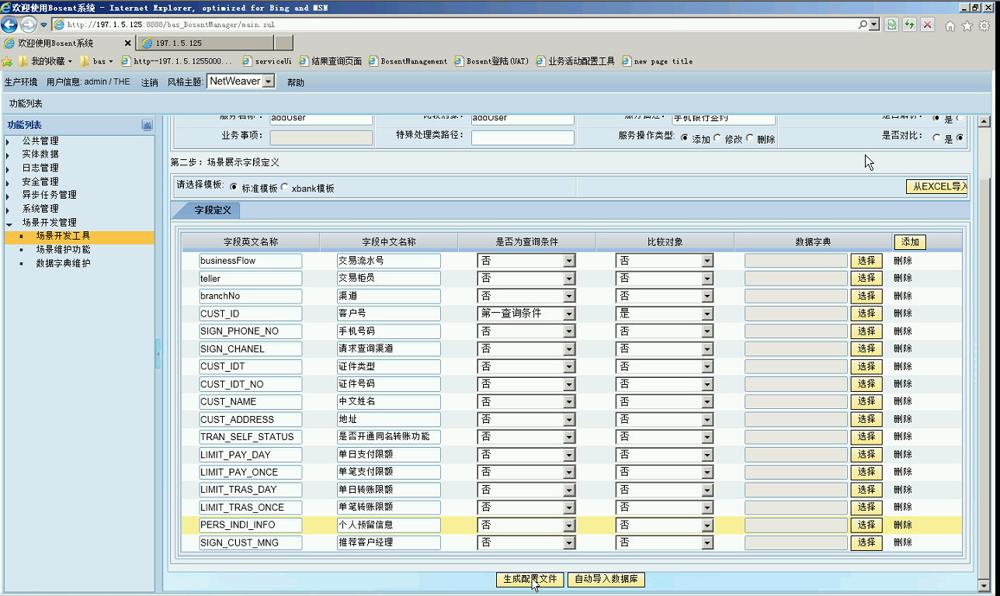 欢迎使用Bosent系统 - Internet Explorer, optimized for Bing and MSN
http://197.1.5.125:8888/bas_BosentManager/main.zul
欢迎使用Bosent系统 197.1.5.125
我的收藏 bas http--197.1.5.1255000... serviceUi 结果查询页面 BosentManagement Bosent登陆(UAT) 业务活动配置工具 new page title
生产环境 用户信息: admin / THE 注销 风格主题: NetWeaver 帮助
功能列表
功能列表
公共管理
实体数据
日志管理
安全管理
异步任务管理
系统管理
场景开发管理
场景开发工具
场景维护功能
数据字典维护
服务名称: addUser 比较对象: addUser 服务描述: 手机银行签约 是否解析: 是
业务事项: 特殊处理类路径: 服务操作类型: 添加 修改 删除 是否对比: 是
第二步: 场景展示字段定义
请选择模板: 标准模板 xbank模板 从EXCEL导入
字段定义
字段英文名称 字段中文名称 是否为查询条件 比较对象 数据字典 添加
businessFlow 交易流水号 否 否 选择 删除
teller 交易柜员 否 否 选择 删除
branchNo 渠道 否 否 选择 删除
CUST_ID 客户号 第一查询条件 是 选择 删除
SIGN_PHONE_NO 手机号码 否 否 选择 删除
SIGN_CHANEL 请求查询渠道 否 否 选择 删除
CUST_IDT 证件类型 否 否 选择 删除
CUST_IDT_NO 证件号码 否 否 选择 删除
CUST_NAME 中文姓名 否 否 选择 删除
CUST_ADDRESS 地址 否 否 选择 删除
TRAN_SELF_STATUS 是否开通同名转账功能 否 否 选择 删除
LIMIT_PAY_DAY 单日支付限额 否 否 选择 删除
LIMIT_PAY_ONCE 单笔支付限额 否 否 选择 删除
LIMIT_TRAS_DAY 单日转账限额 否 否 选择 删除
LIMIT_TRAS_ONCE 单笔转账限额 否 否 选择 删除
PERS_INDI_INFO 个人预留信息 否 否 选择 删除
SIGN_CUST_MNG 推荐客户经理 否 否 选择 删除
生成配置文件 自动导入数据库